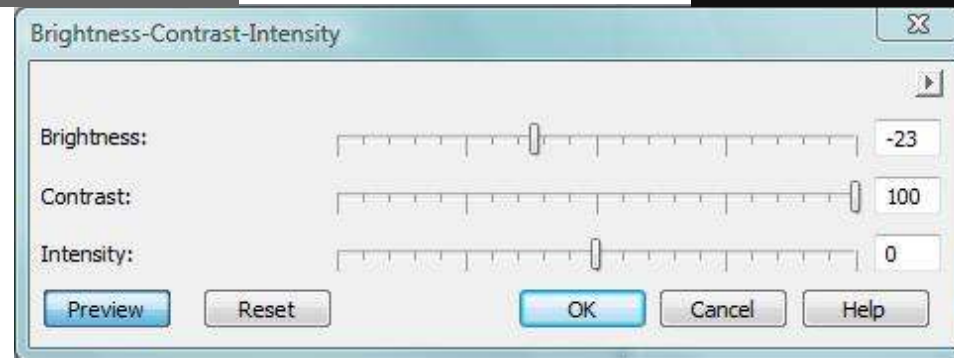 Brightness-Contrast-Intensity
Brightness: -23
Contrast: 100
Intensity: 0
Preview Reset OK Cancel Help